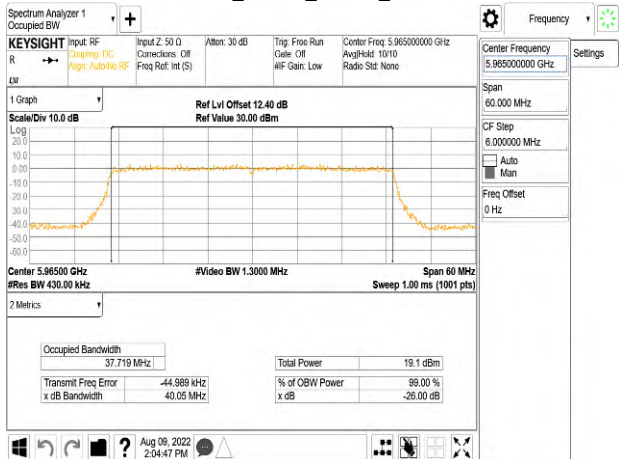 Spectrum Analyzer 1
Occupied BW
Frequency
KEYSIGHT
R
Input: RF
Coupling: DC
Align: Auto/No RF
Input Z: 50 Ω
Corrections: Off
Freq Ref: Int (S)
Atten: 30 dB
Trig: Free Run
Gate: Off
#IF Gain: Low
Center Freq: 5.965000000 GHz
Avg|Hold: 10/10
Radio Std: None
Center Frequency
5.965000000 GHz
Settings
Span
60.000 MHz
CF Step
6.000000 MHz
Auto
Man
Freq Offset
0 Hz
1 Graph
Scale/Div 10.0 dB
Ref Lvl Offset 12.40 dB
Ref Value 30.00 dBm
Log
20.0
10.0
0.00
-10.0
-20.0
-30.0
-40.0
-50.0
-60.0
Center 5.96500 GHz
#Res BW 430.00 kHz
#Video BW 1.3000 MHz
Span 60 MHz
Sweep 1.00 ms (1001 pts)
2 Metrics
Occupied Bandwidth
37.719 MHz
Total Power 19.1 dBm
Transmit Freq Error -44.989 kHz
% of OBW Power 99.00 %
x dB Bandwidth 40.05 MHz
x dB -26.00 dB
?
Aug 09, 2022
2:04:47 PM